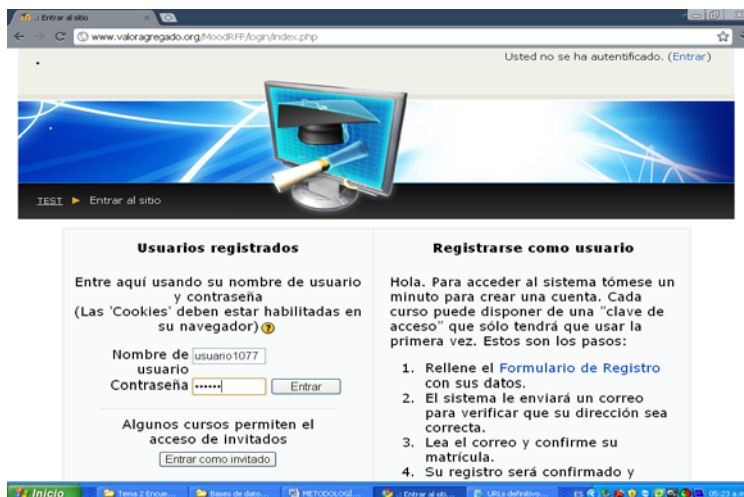 .: Entrar al sitio
www.valoragregado.org/MoodRFF/login/index.php
Usted no se ha autentificado. (Entrar)
TEST ► Entrar al sitio
Usuarios registrados
Entre aquí usando su nombre de usuario
y contraseña
(Las 'Cookies' deben estar habilitadas en
su navegador)
Nombre de usuario1077
usuario
Contraseña •••••• Entrar
Algunos cursos permiten el
acceso de invitados
Entrar como invitado
Registrarse como usuario
Hola. Para acceder al sistema tómese un
minuto para crear una cuenta. Cada
curso puede disponer de una "clave de
acceso" que sólo tendrá que usar la
primera vez. Estos son los pasos:
1. Rellene el Formulario de Registro
con sus datos.
2. El sistema le enviará un correo
para verificar que su dirección sea
correcta.
3. Lea el correo y confirme su
matrícula.
4. Su registro será confirmado y
Inicio Tema 2 Encue... Bases de dato... METODOLOGÍ... .: Entrar al siti... URLs definitivo... ES 05:23 a.m.